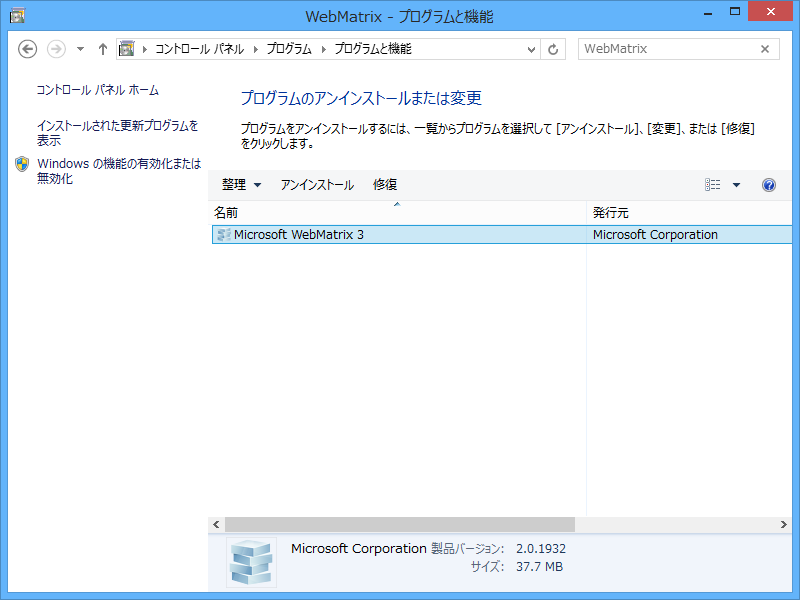 WebMatrix - プログラムと機能
コントロール パネル プログラム プログラムと機能
WebMatrix
コントロール パネル ホーム
インストールされた更新プログラムを
表示
Windows の機能の有効化または
無効化
プログラムのアンインストールまたは変更
プログラムをアンインストールするには、一覧からプログラムを選択して [アンインストール]、[変更]、または [修復]
をクリックします。
整理 アンインストール 修復
名前 発行元
Microsoft WebMatrix 3 Microsoft Corporation
Microsoft Corporation 製品バージョン: 2.0.1932
サイズ: 37.7 MB